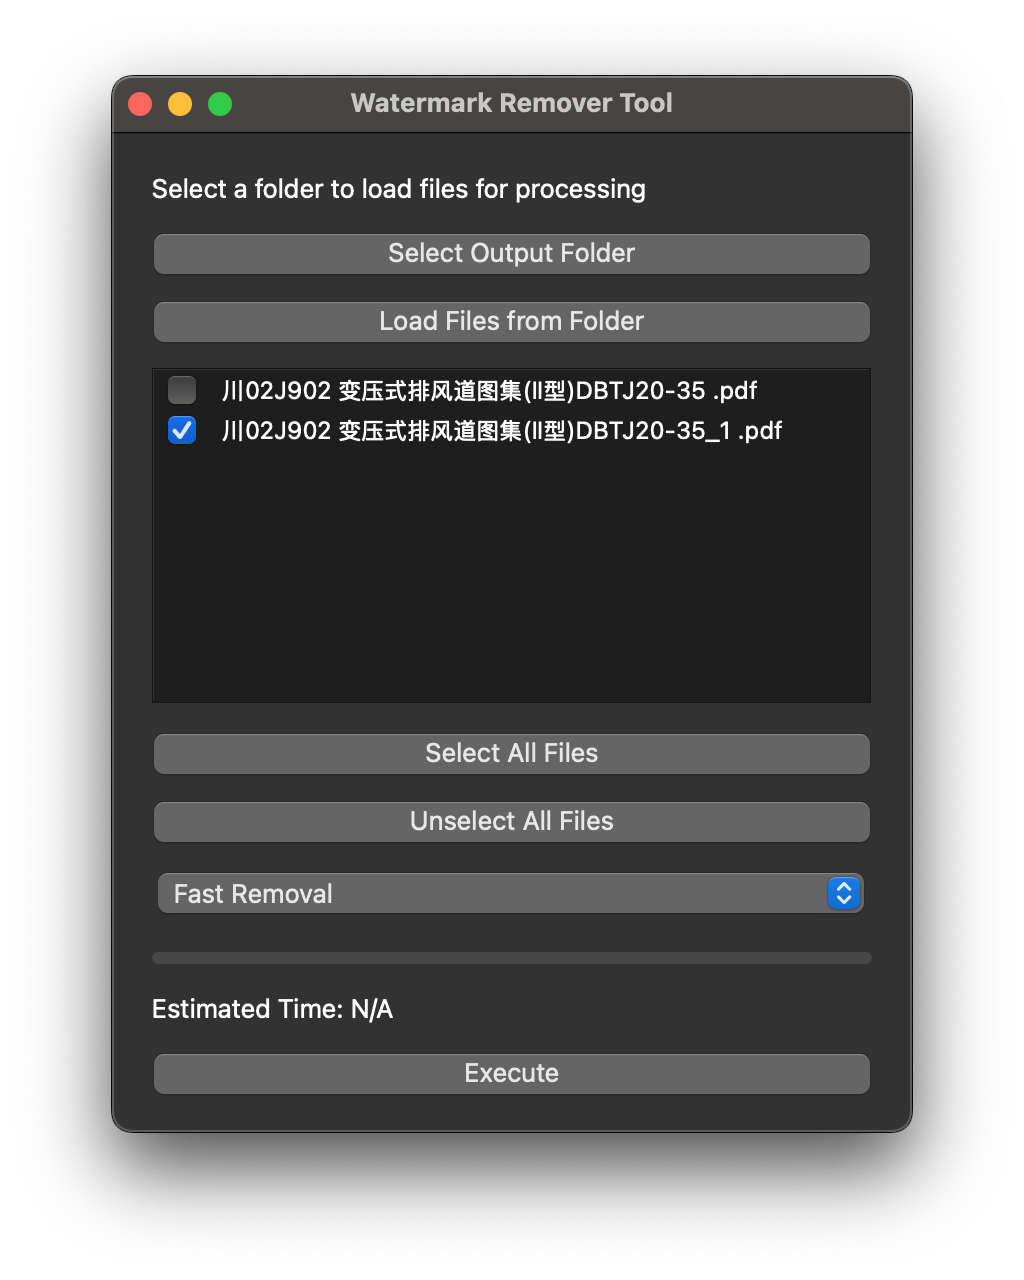 Watermark Remover Tool
Select a folder to load files for processing
Select Output Folder
Load Files from Folder
川02J902 变压式排风道图集(II型)DBTJ20-35 .pdf
川02J902 变压式排风道图集(II型)DBTJ20-35_1 .pdf
Select All Files
Unselect All Files
Fast Removal
Estimated Time: N/A
Execute